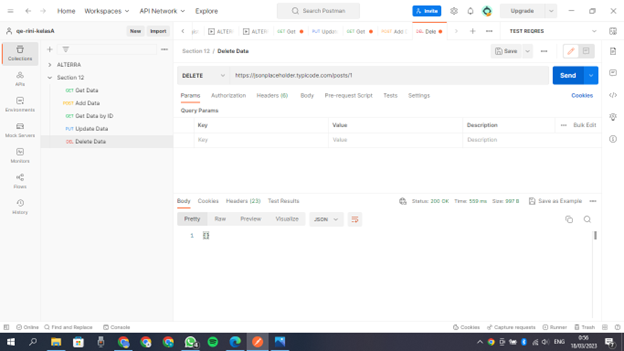 Home Workspaces API Network Explore Search Postman Invite Upgrade
qe-rini-kelasA New Import GET Get PUT Updat GET Get POST Add DEL Dele TEST REQRES
Collections
APIs
Environments
Mock Servers
Monitors
Flows
History
ALTERRA
Section 12
GET Get Data
POST Add Data
GET Get Data by ID
PUT Update Data
DEL Delete Data
Section 12 / Delete Data Save
DELETE https://jsonplaceholder.typicode.com/posts/1 Send
Params Authorization Headers (6) Body Pre-request Script Tests Settings Cookies
Query Params
Key Value Description Bulk Edit
Key Value Description
Body Cookies Headers (23) Test Results Status: 200 OK Time: 559 ms Size: 997 B Save as Example
Pretty Raw Preview Visualize JSON
1 {}
Online Find and Replace Console Cookies Capture requests Runner Trash
ENG 0:56
18/03/2023